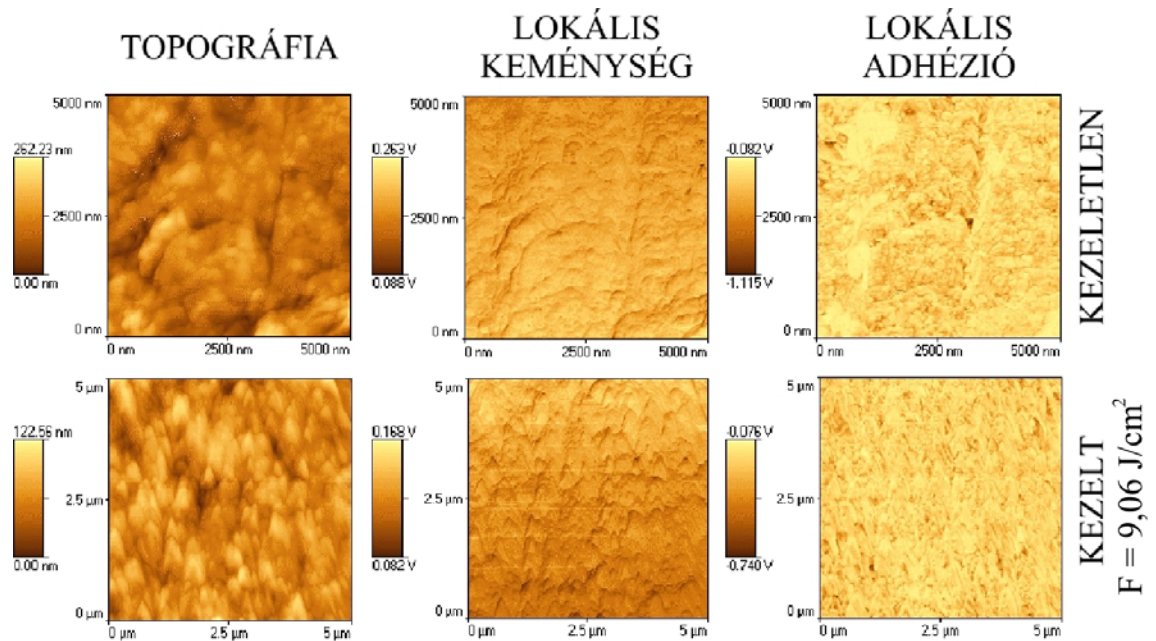 TOPOGRÁFIA
LOKÁLIS
KEMÉNYSÉG
LOKÁLIS
ADHÉZIÓ
5000 nm
262.23 nm
2500 nm
0.00 nm
0 nm
0 nm
2500 nm
5000 nm
5000 nm
0.263 V
2500 nm
0.088 V
0 nm
0 nm
2500 nm
5000 nm
5000 nm
-0.082 V
2500 nm
-1.115 V
0 nm
0 nm
2500 nm
5000 nm
KEZELETLEN
5 µm
122.56 nm
2.5 µm
0.00 nm
0 µm
0 µm
2.5 µm
5 µm
5 µm
0.168 V
2.5 µm
0.082 V
0 µm
0 µm
2.5 µm
5 µm
5 µm
-0.076 V
2.5 µm
-0.740 V
0 µm
0 µm
2.5 µm
5 µm
KEZELT
F = 9,06 J/cm²